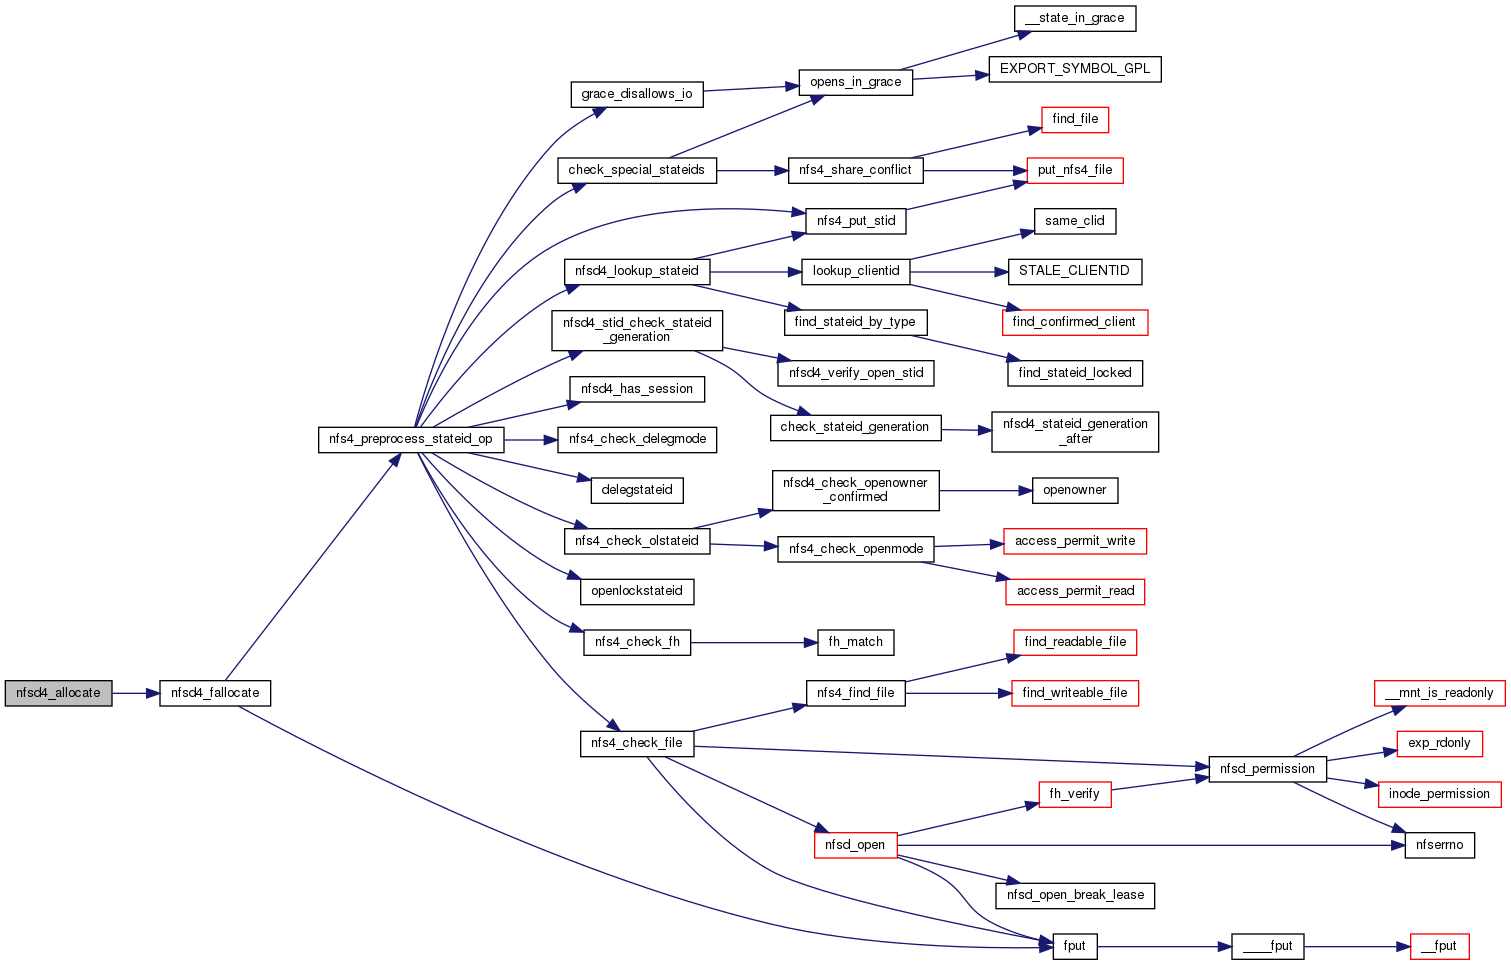 __state_in_grace
EXPORT_SYMBOL_GPL
opens_in_grace
grace_disallows_io
find_file
check_special_stateids
nfs4_share_conflict
put_nfs4_file
nfs4_put_stid
same_clid
nfsd4_lookup_stateid
lookup_clientid
STALE_CLIENTID
find_stateid_by_type
find_confirmed_client
nfsd4_stid_check_stateid
_generation
nfsd4_verify_open_stid
find_stateid_locked
nfsd4_has_session
check_stateid_generation
nfsd4_stateid_generation
_after
nfs4_preprocess_stateid_op
nfs4_check_delegmode
delegstateid
nfsd4_check_openowner
_confirmed
openowner
nfs4_check_olstateid
nfs4_check_openmode
access_permit_write
openlockstateid
access_permit_read
nfs4_check_fh
fh_match
find_readable_file
nfsd4_allocate
nfsd4_fallocate
nfs4_find_file
find_writeable_file
__mnt_is_readonly
nfs4_check_file
exp_rdonly
nfsd_permission
fh_verify
inode_permission
nfsd_open
nfserrno
nfsd_open_break_lease
fput
____fput
__fput